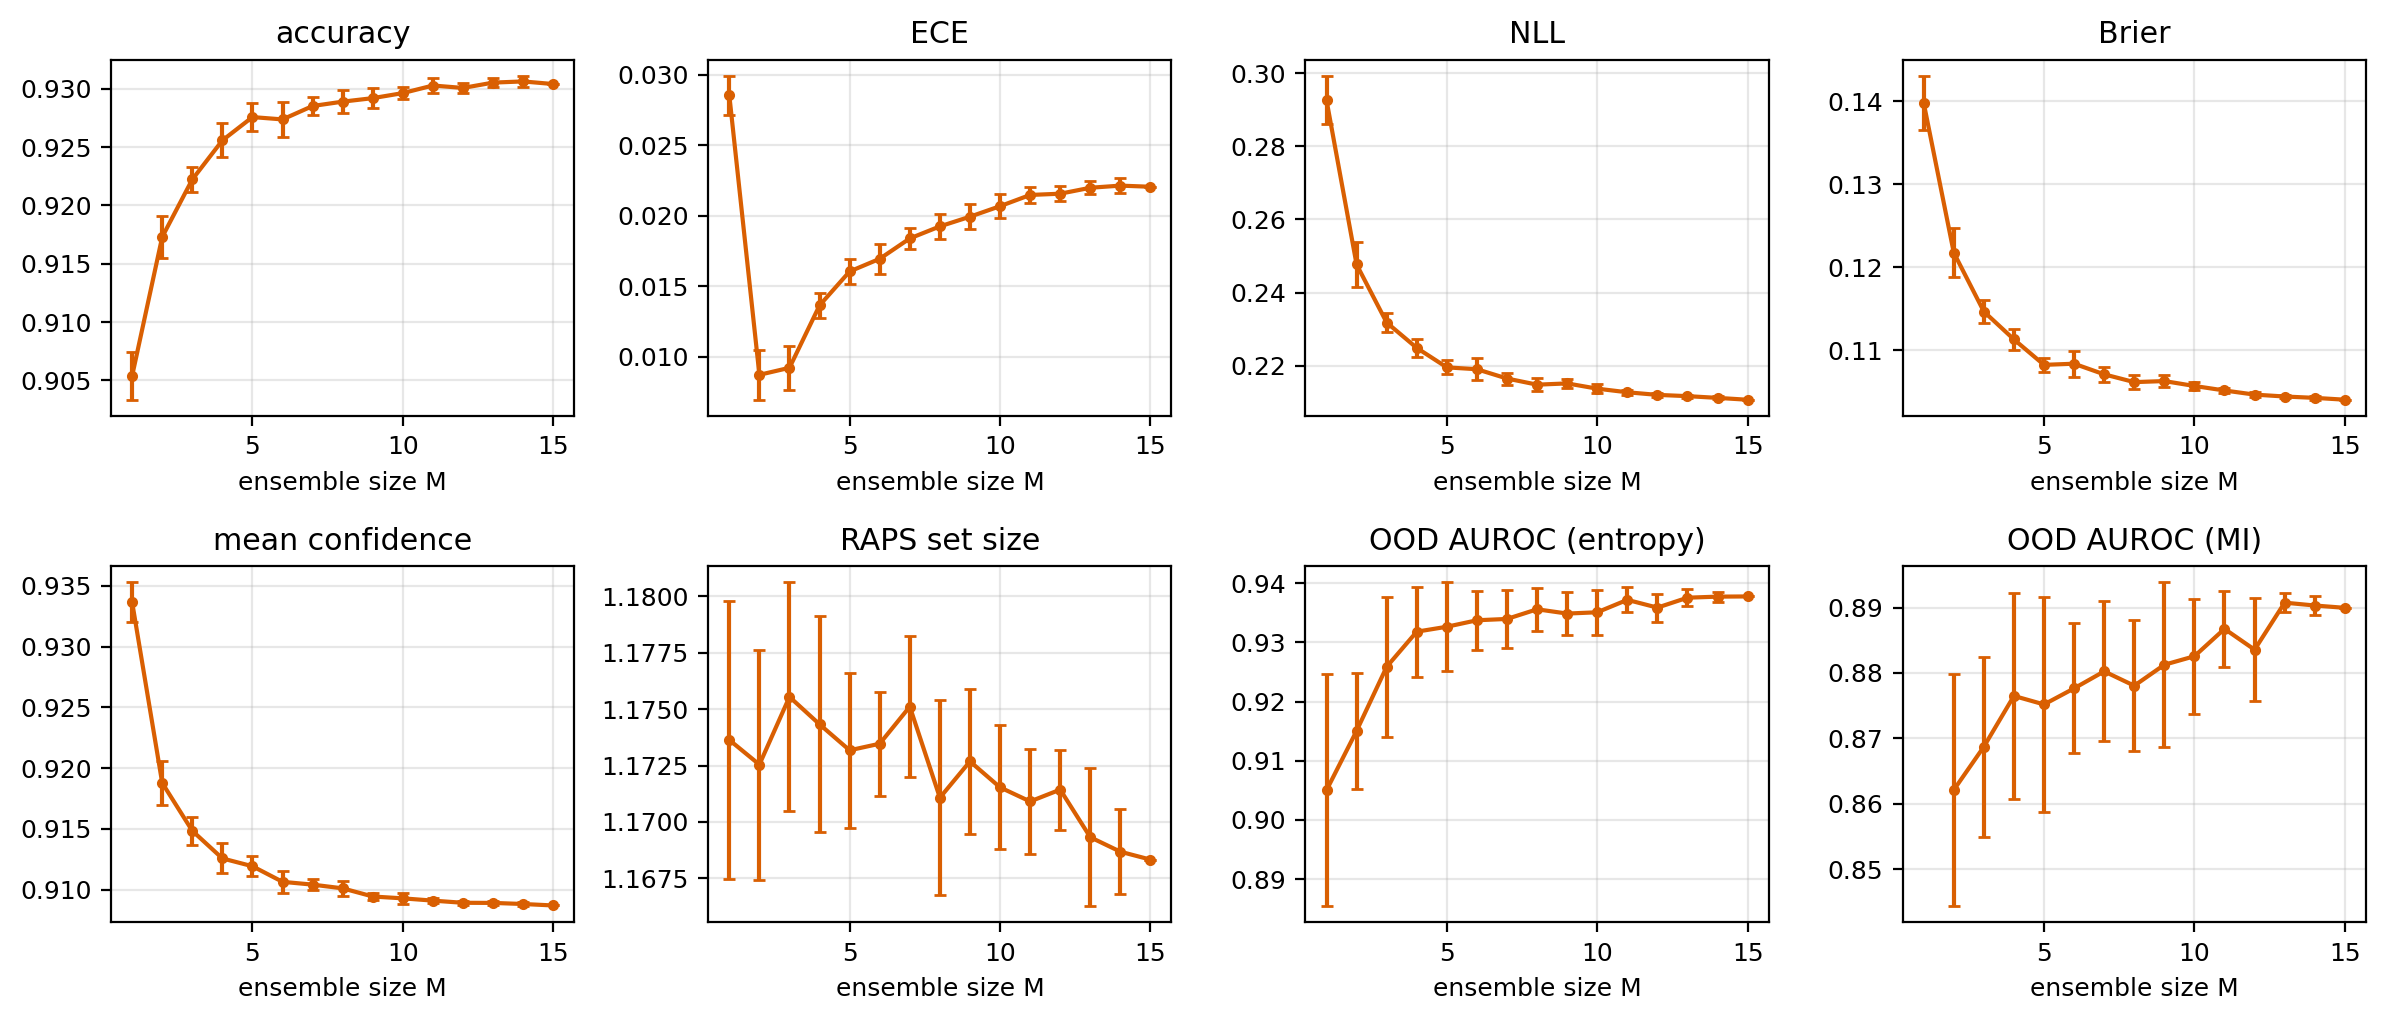 accuracy
0.930
0.925
0.920
0.915
0.910
0.905
5 10 15
ensemble size M
ECE
0.030
0.025
0.020
0.015
0.010
5 10 15
ensemble size M
NLL
0.30
0.28
0.26
0.24
0.22
5 10 15
ensemble size M
Brier
0.14
0.13
0.12
0.11
5 10 15
ensemble size M
mean confidence
0.935
0.930
0.925
0.920
0.915
0.910
5 10 15
ensemble size M
RAPS set size
1.1800
1.1775
1.1750
1.1725
1.1700
1.1675
5 10 15
ensemble size M
OOD AUROC (entropy)
0.94
0.93
0.92
0.91
0.90
0.89
5 10 15
ensemble size M
OOD AUROC (MI)
0.89
0.88
0.87
0.86
0.85
5 10 15
ensemble size M